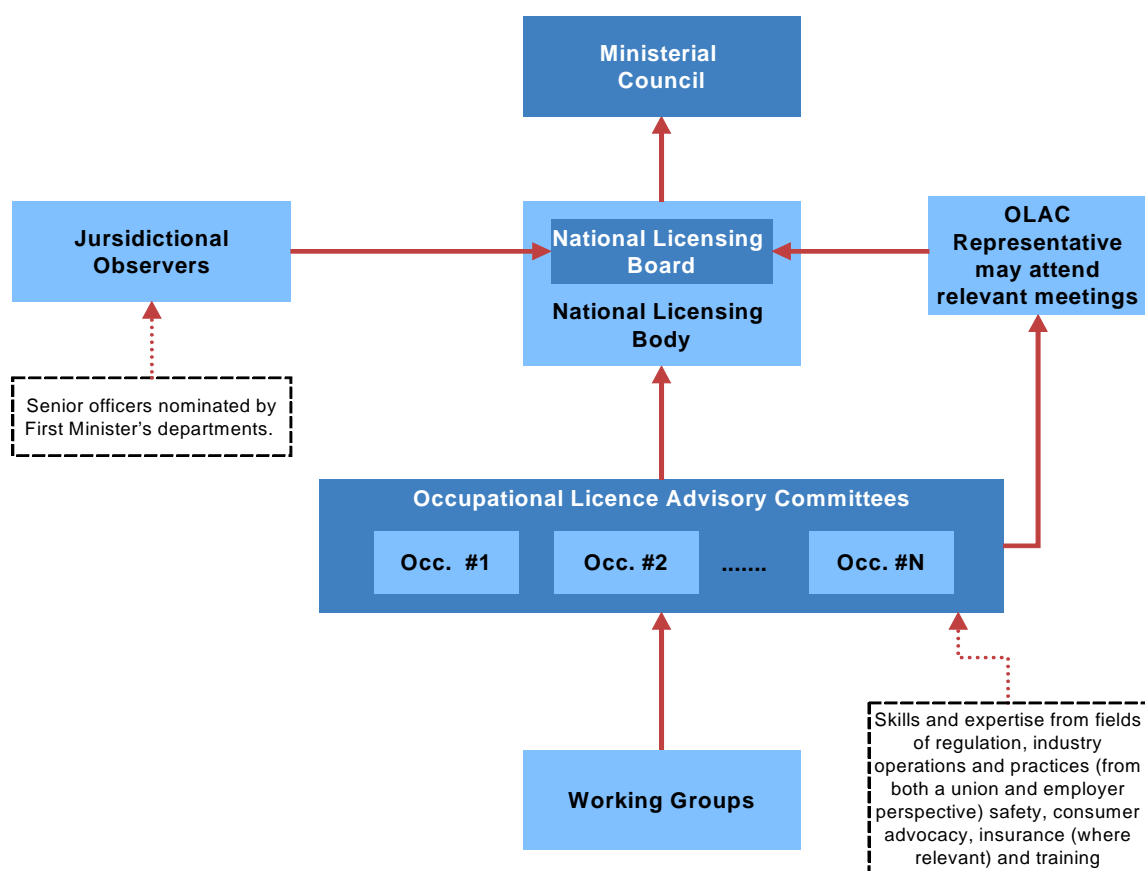 Ministerial
Council
Jursidictional
Observers
National Licensing
Board
National Licensing
Body
OLAC
Representative
may attend
relevant meetings
Senior officers nominated by
First Minister's departments.
Occupational Licence Advisory Committees
Occ. #1
Occ. #2
.......
Occ. #N
Working Groups
Skills and expertise from fields
of regulation, industry
operations and practices (from
both a union and employer
perspective) safety, consumer
advocacy, insurance (where
relevant) and training